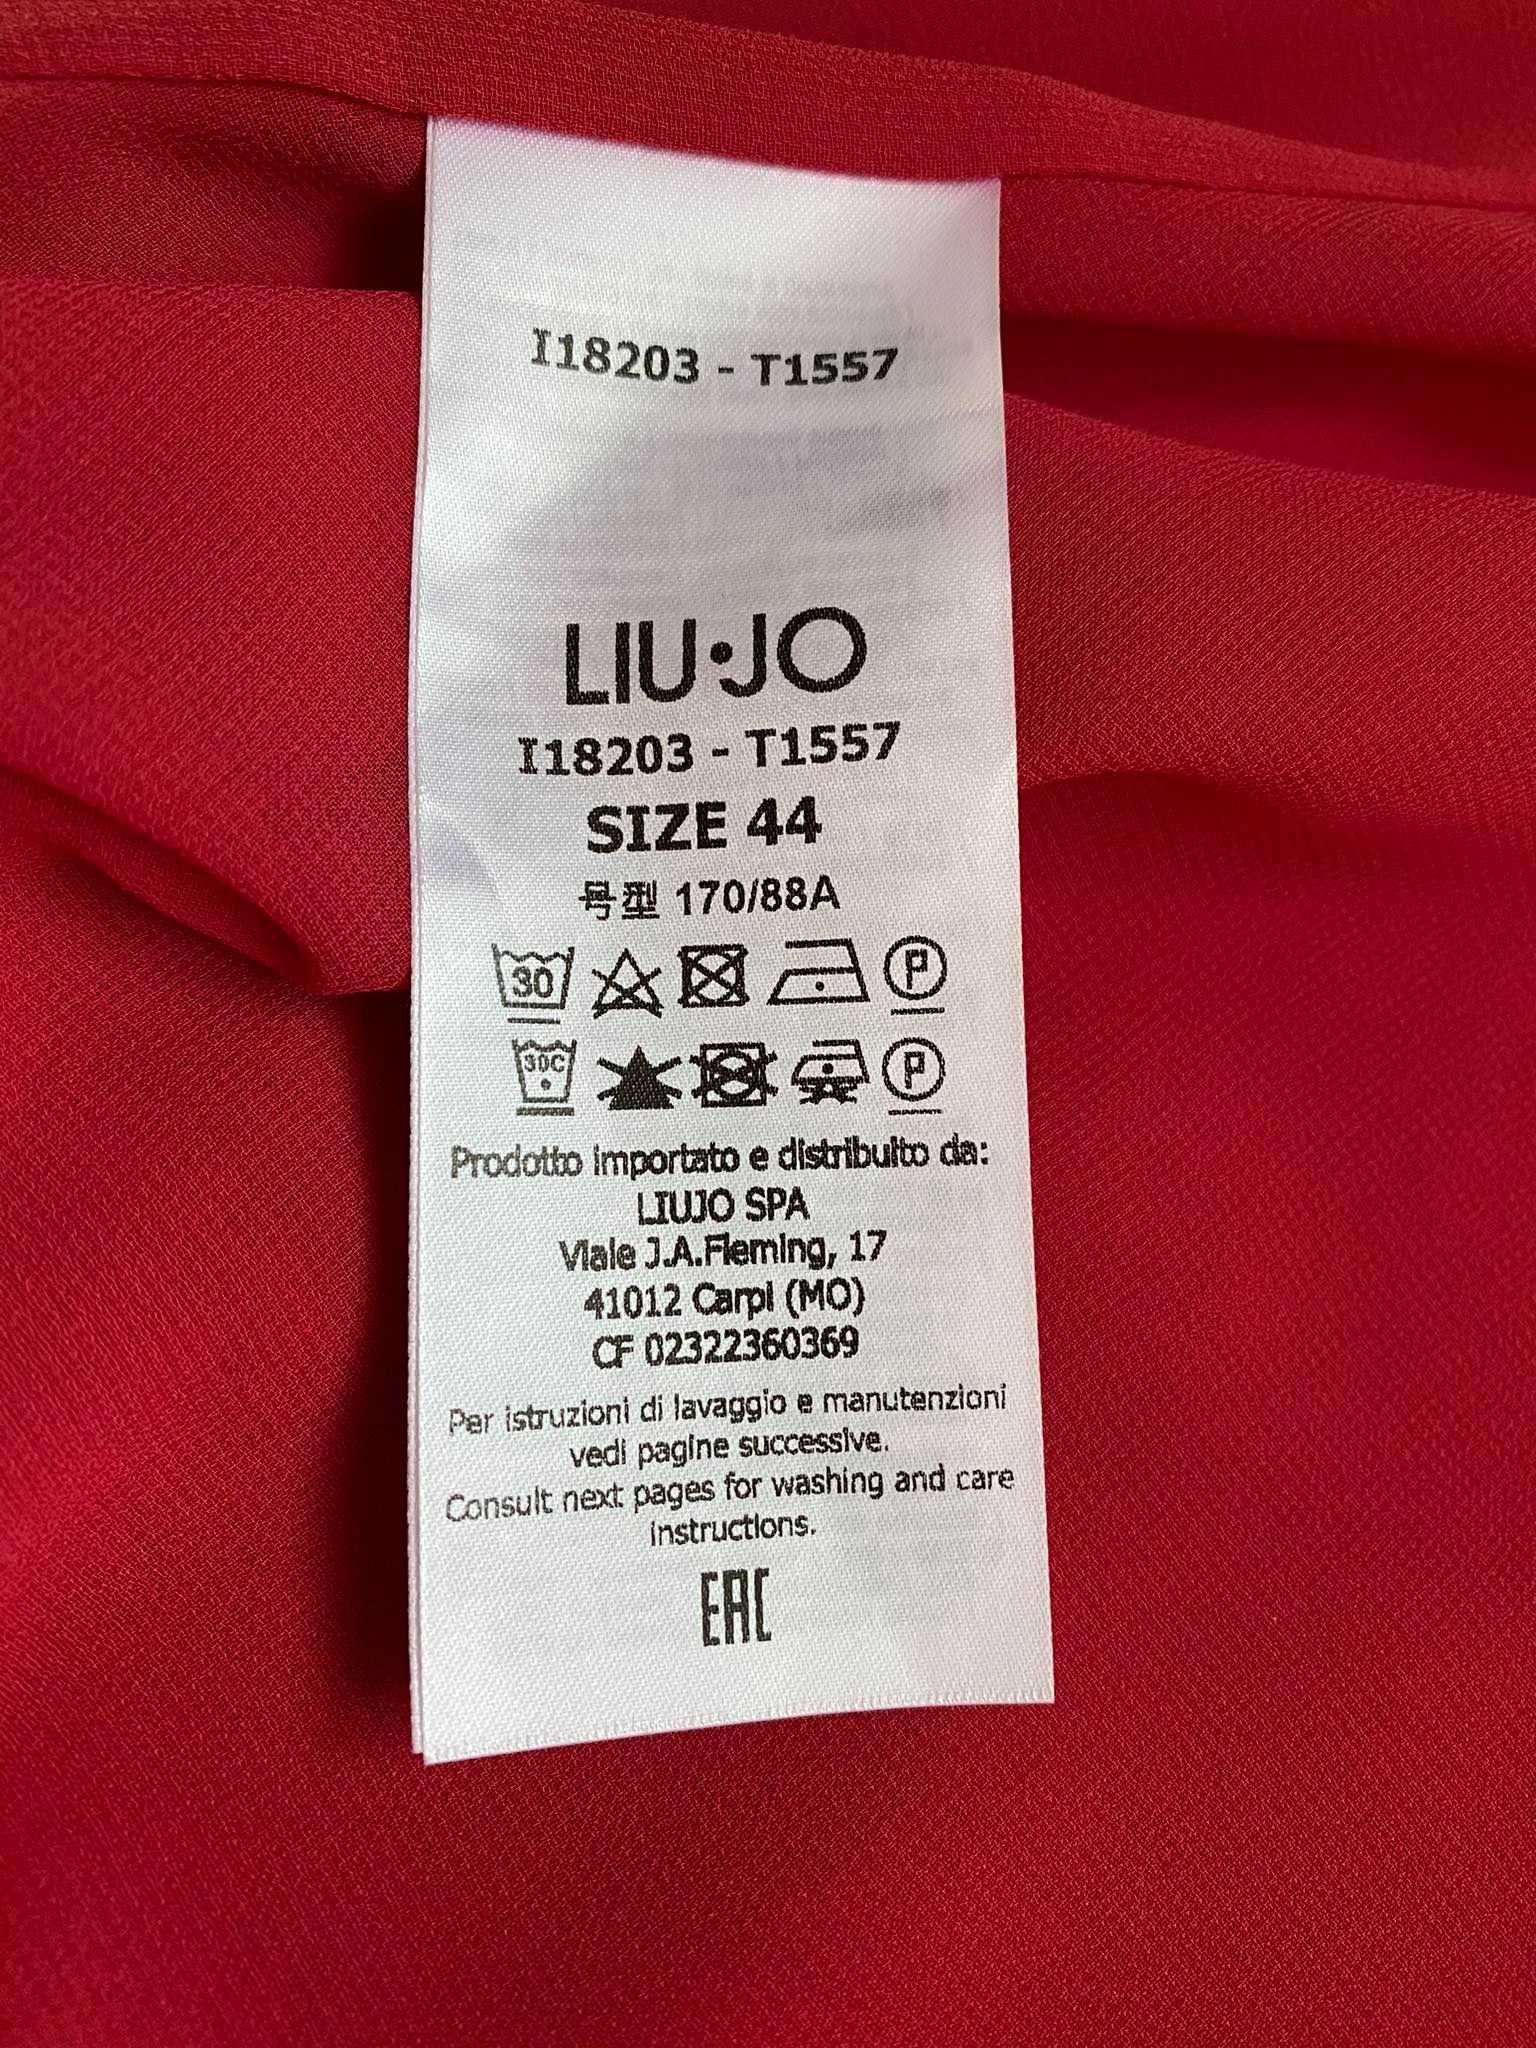 I18203 - T1557
LIU·JO
I18203 - T1557
SIZE 44
号型 170/88A
30 P
30C P
Prodotto importato e distribuito da:
LIUJO SPA
Viale J.A.Fleming, 17
41012 Carpi (MO)
CF 02322360369
Per istruzioni di lavaggio e manutenzioni
vedi pagine successive.
Consult next pages for washing and care
instructions.
EAC